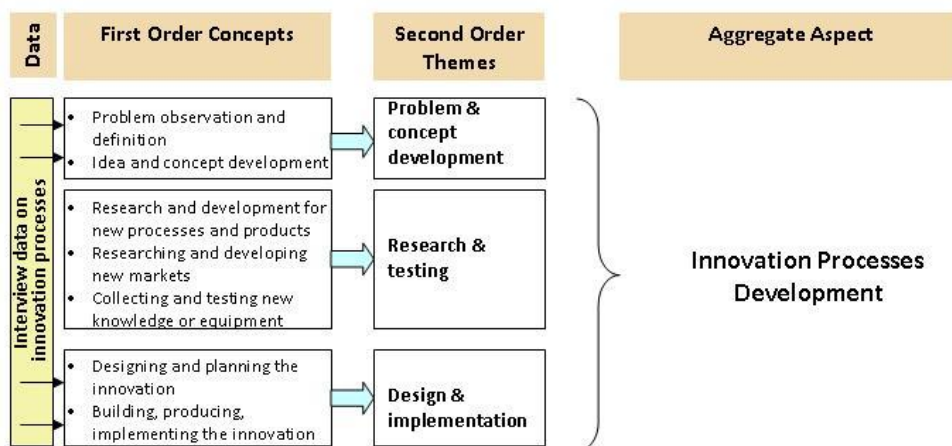 Data
First Order Concepts
Second Order
Themes
Aggregate Aspect
Interview data on
innovation processes
• Problem observation and
definition
• Idea and concept development
Problem &
concept
development
• Research and development for
new processes and products
• Researching and developing
new markets
• Collecting and testing new
knowledge or equipment
Research &
testing
• Designing and planning the
innovation
• Building, producing,
implementing the innovation
Design &
implementation
Innovation Processes
Development